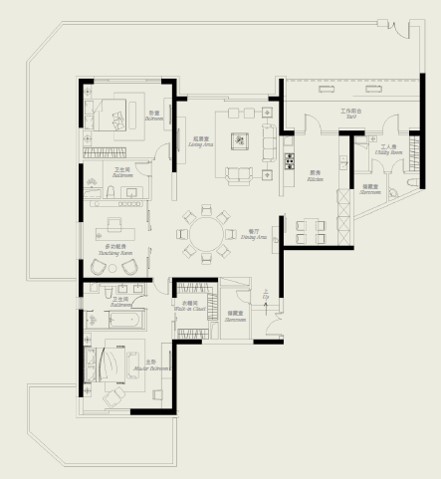 卧室
Bedroom
起居室
Living Area
工作阳台
Yard
卫生间
Bathroom
厨房
Kitchen
工人房
Utility Room
储藏室
Storeroom
多功能房
餐厅
Dining Area
卫生间
Bathroom
衣帽间
Walk-in Closet
储藏室
Storeroom
上
Up
主卧
Master Bedroom